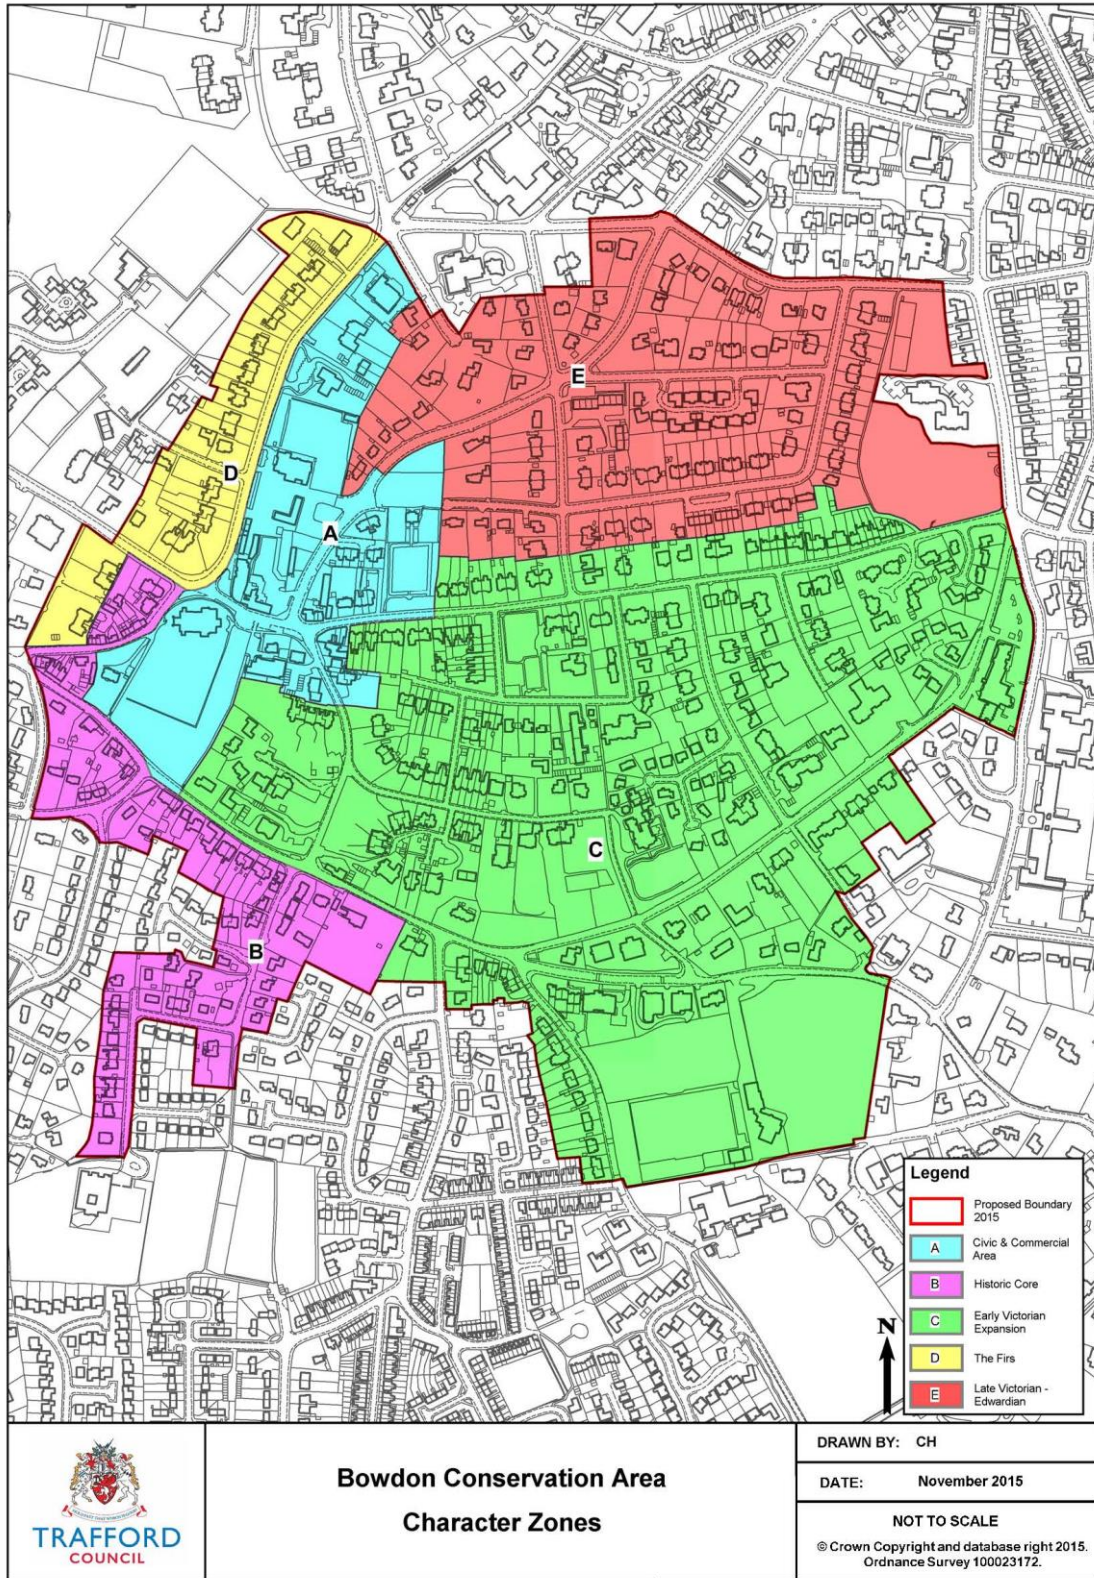 E
D
A
C
B
Legend
Proposed Boundary
2015
A
Civic & Commercial
Area
B
Historic Core
C
Early Victorian
Expansion
D
The Firs
E
Late Victorian -
Edwardian
N
TRAFFORD
COUNCIL
Bowdon Conservation Area
Character Zones
DRAWN BY: CH
DATE: November 2015
NOT TO SCALE
© Crown Copyright and database right 2015.
Ordnance Survey 100023172.